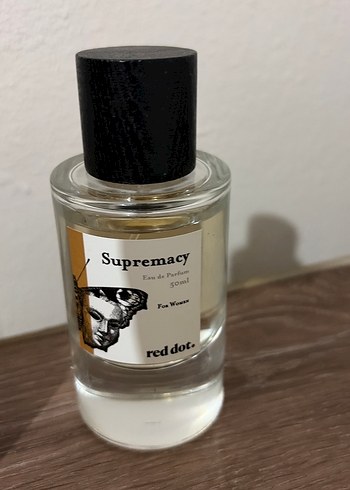 Supremacy
Eau de Parfum
50ml
For Women
red dot.